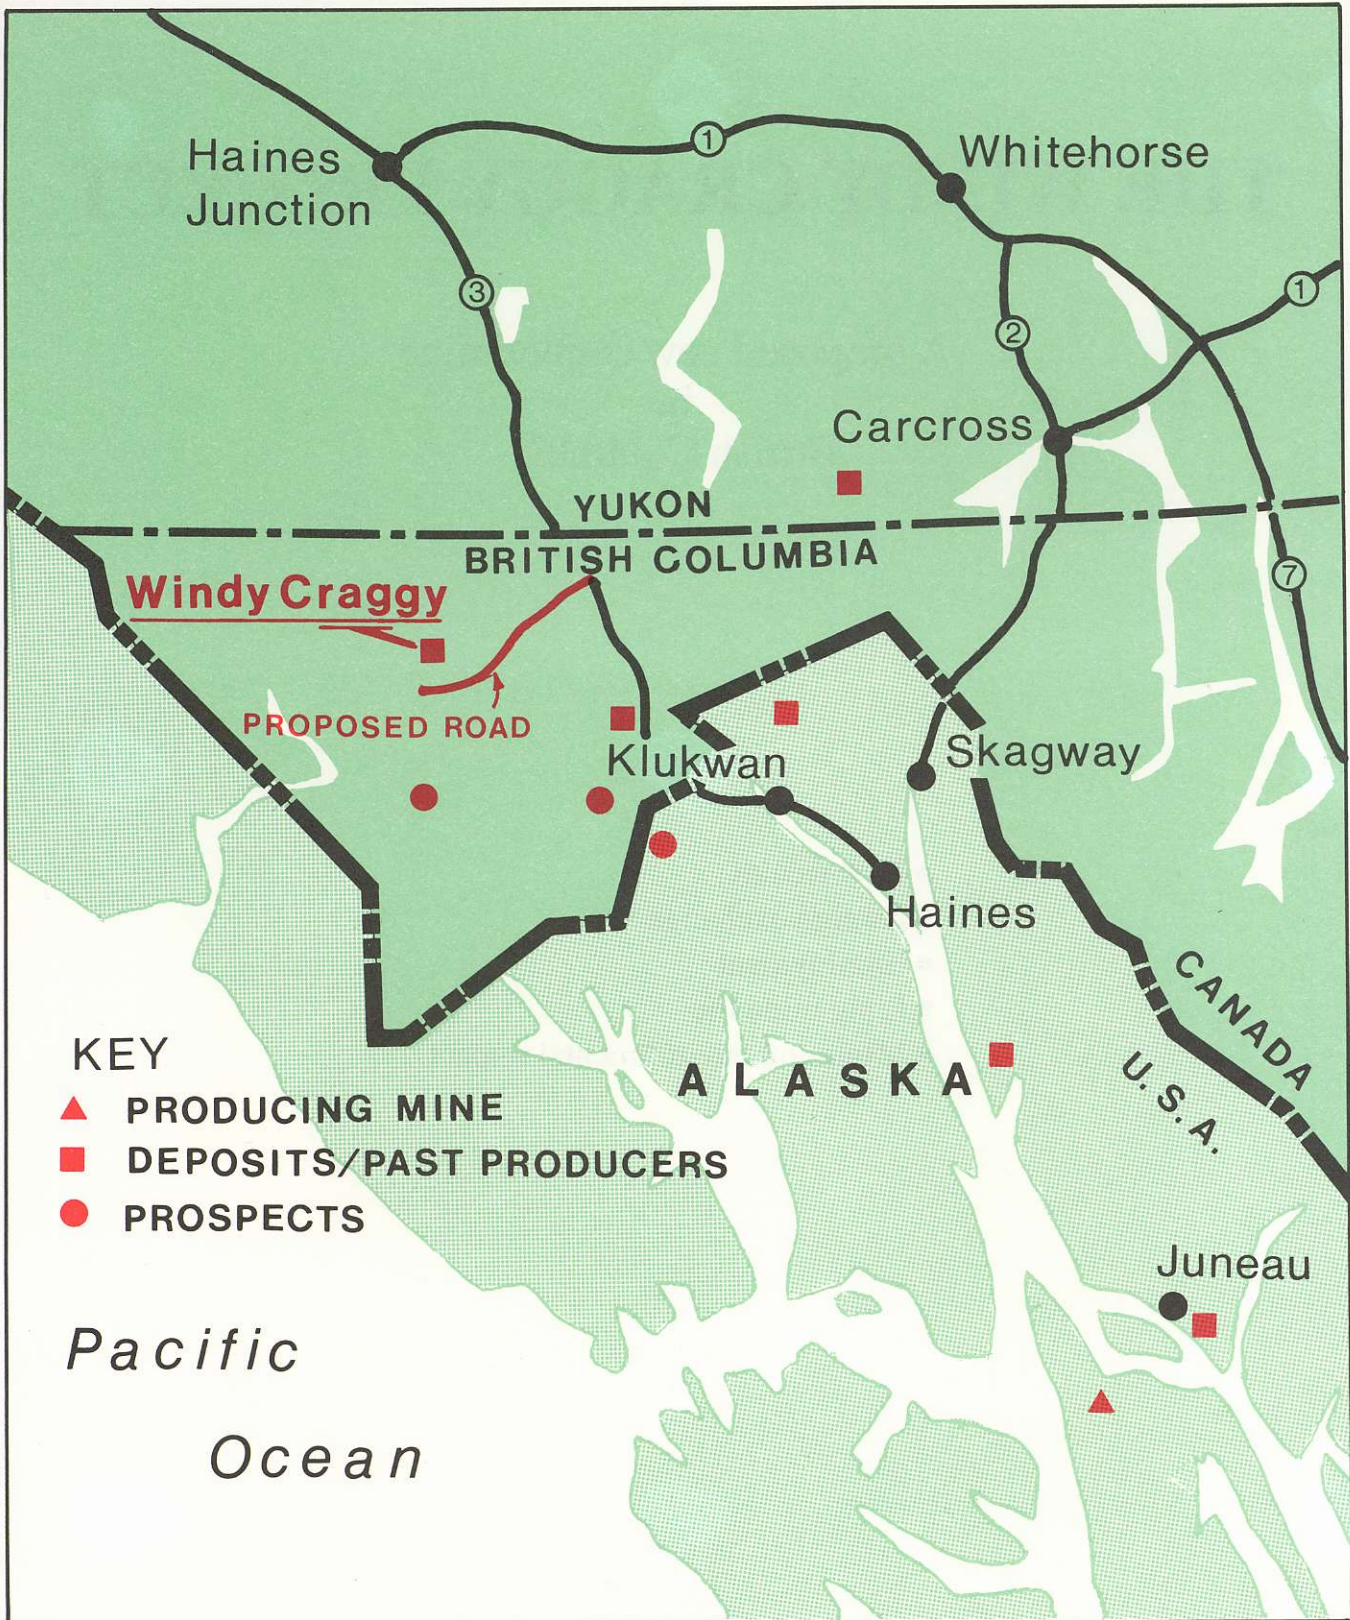 Haines
Junction
1
Whitehorse
3
2
1
Carcross
YUKON
BRITISH COLUMBIA
7
Windy Craggy
PROPOSED ROAD
Klukwan
Skagway
Haines
CANADA
U.S.A.
ALASKA
KEY
PRODUCING MINE
DEPOSITS/PAST PRODUCERS
PROSPECTS
Juneau
Pacific
Ocean